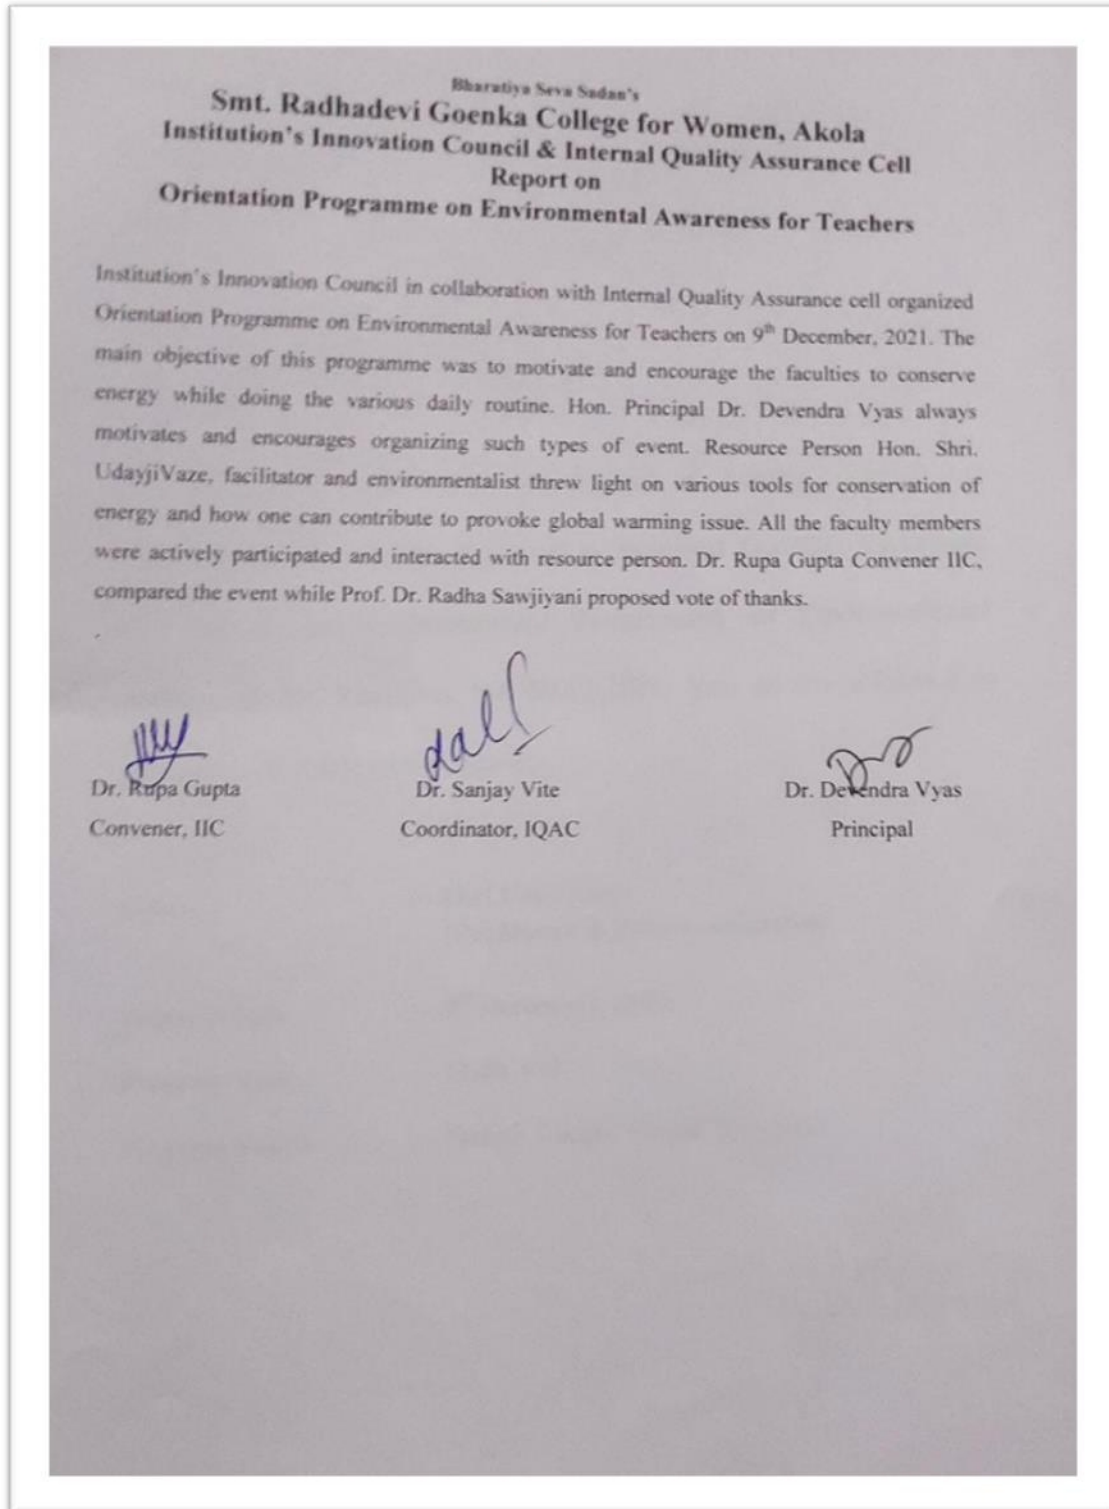 Bharatiya Seva Sadan's
Smt. Radhadevi Goenka College for Women, Akola
Institution's Innovation Council & Internal Quality Assurance Cell
Report on
Orientation Programme on Environmental Awareness for Teachers
Institution's Innovation Council in collaboration with Internal Quality Assurance cell organized
Orientation Programme on Environmental Awareness for Teachers on 9th December, 2021. The
main objective of this programme was to motivate and encourage the faculties to conserve
energy while doing the various daily routine. Hon. Principal Dr. Devendra Vyas always
motivates and encourages organizing such types of event. Resource Person Hon. Shri.
UdayjiVaze, facilitator and environmentalist threw light on various tools for conservation of
energy and how one can contribute to provoke global warming issue. All the faculty members
were actively participated and interacted with resource person. Dr. Rupa Gupta Convener IIC,
compared the event while Prof. Dr. Radha Sawjiyani proposed vote of thanks.
Dr. Rupa Gupta Dr. Sanjay Vite Dr. Devendra Vyas
Convener, IIC Coordinator, IQAC Principal